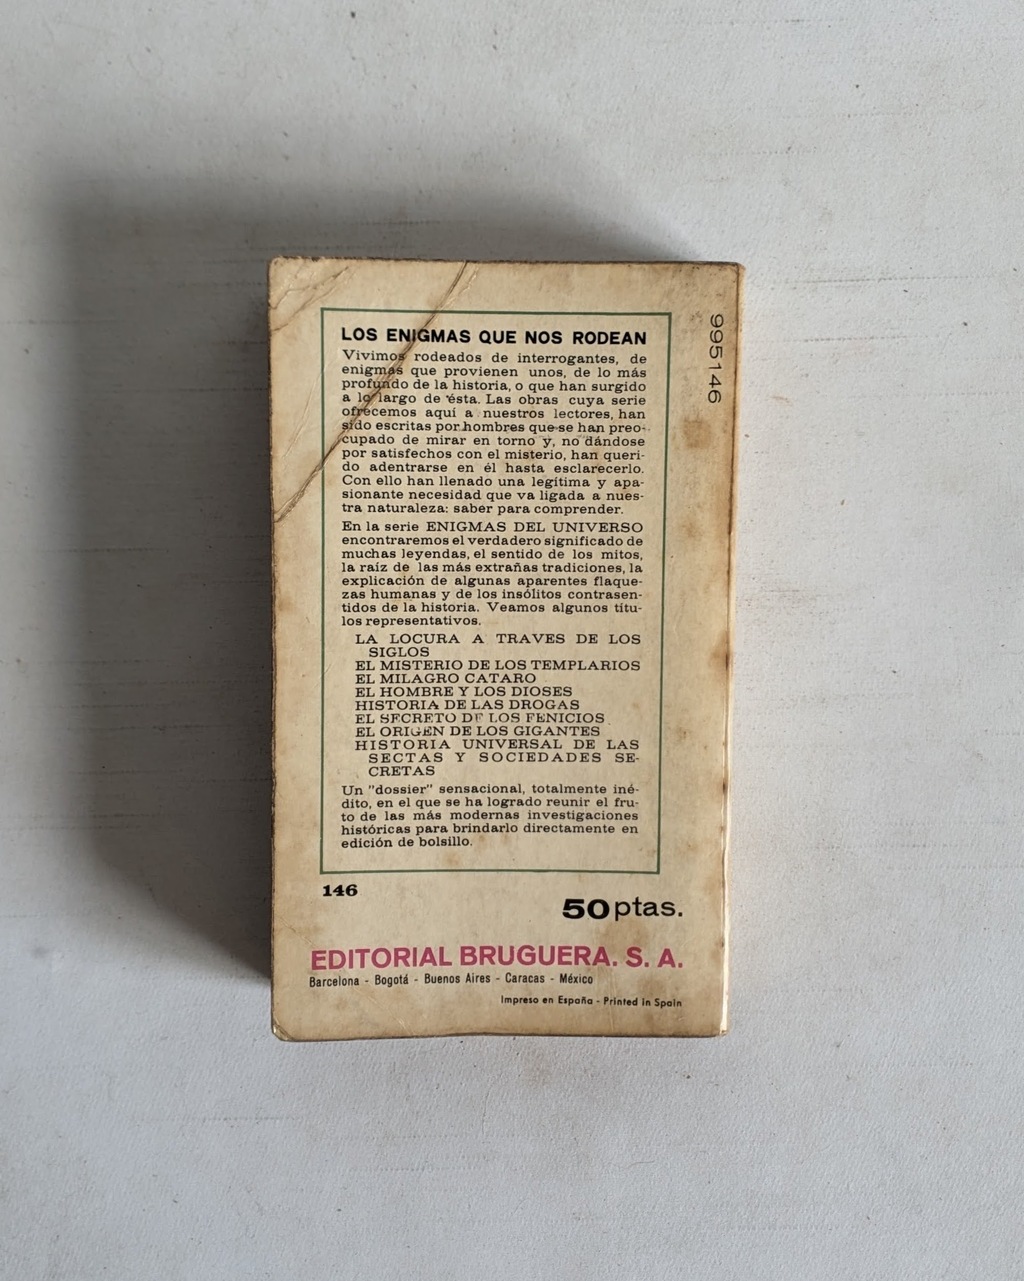 LOS ENIGMAS QUE NOS RODEAN
Vivimos rodeados de interrogantes, de
enigmas que provienen unos, de lo más
profundo de la historia, o que han surgido
a lo largo de ésta. Las obras cuya serie
ofrecemos aquí a nuestros lectores, han
sido escritas por hombres que se han preo-
cupado de mirar en torno y, no dándose
por satisfechos con el misterio, han queri-
do adentrarse en él hasta esclarecerlo.
Con ello han llenado una legítima y apa-
sionante necesidad que va ligada a nues-
tra naturaleza: saber para comprender.
En la serie ENIGMAS DEL UNIVERSO
encontraremos el verdadero significado de
muchas leyendas, el sentido de los mitos,
la raíz de las más extrañas tradiciones, la
explicación de algunas aparentes flaque-
zas humanas y de los insólitos contrasen-
tidos de la historia. Veamos algunos títu-
los representativos.
LA LOCURA A TRAVES DE LOS
SIGLOS
EL MISTERIO DE LOS TEMPLARIOS
EL MILAGRO CATARO
EL HOMBRE Y LOS DIOSES
HISTORIA DE LAS DROGAS
EL SECRETO DE LOS FENICIOS
EL ORIGEN DE LOS GIGANTES
HISTORIA UNIVERSAL DE LAS
SECTAS Y SOCIEDADES SE-
CRETAS
Un "dossier" sensacional, totalmente iné-
dito, en el que se ha logrado reunir el fru-
to de las más modernas investigaciones
históricas para brindarlo directamente en
edición de bolsillo.
146
50 ptas.
EDITORIAL BRUGUERA. S. A.
Barcelona - Bogotá - Buenos Aires - Caracas - México
Impreso en España - Printed in Spain
995146